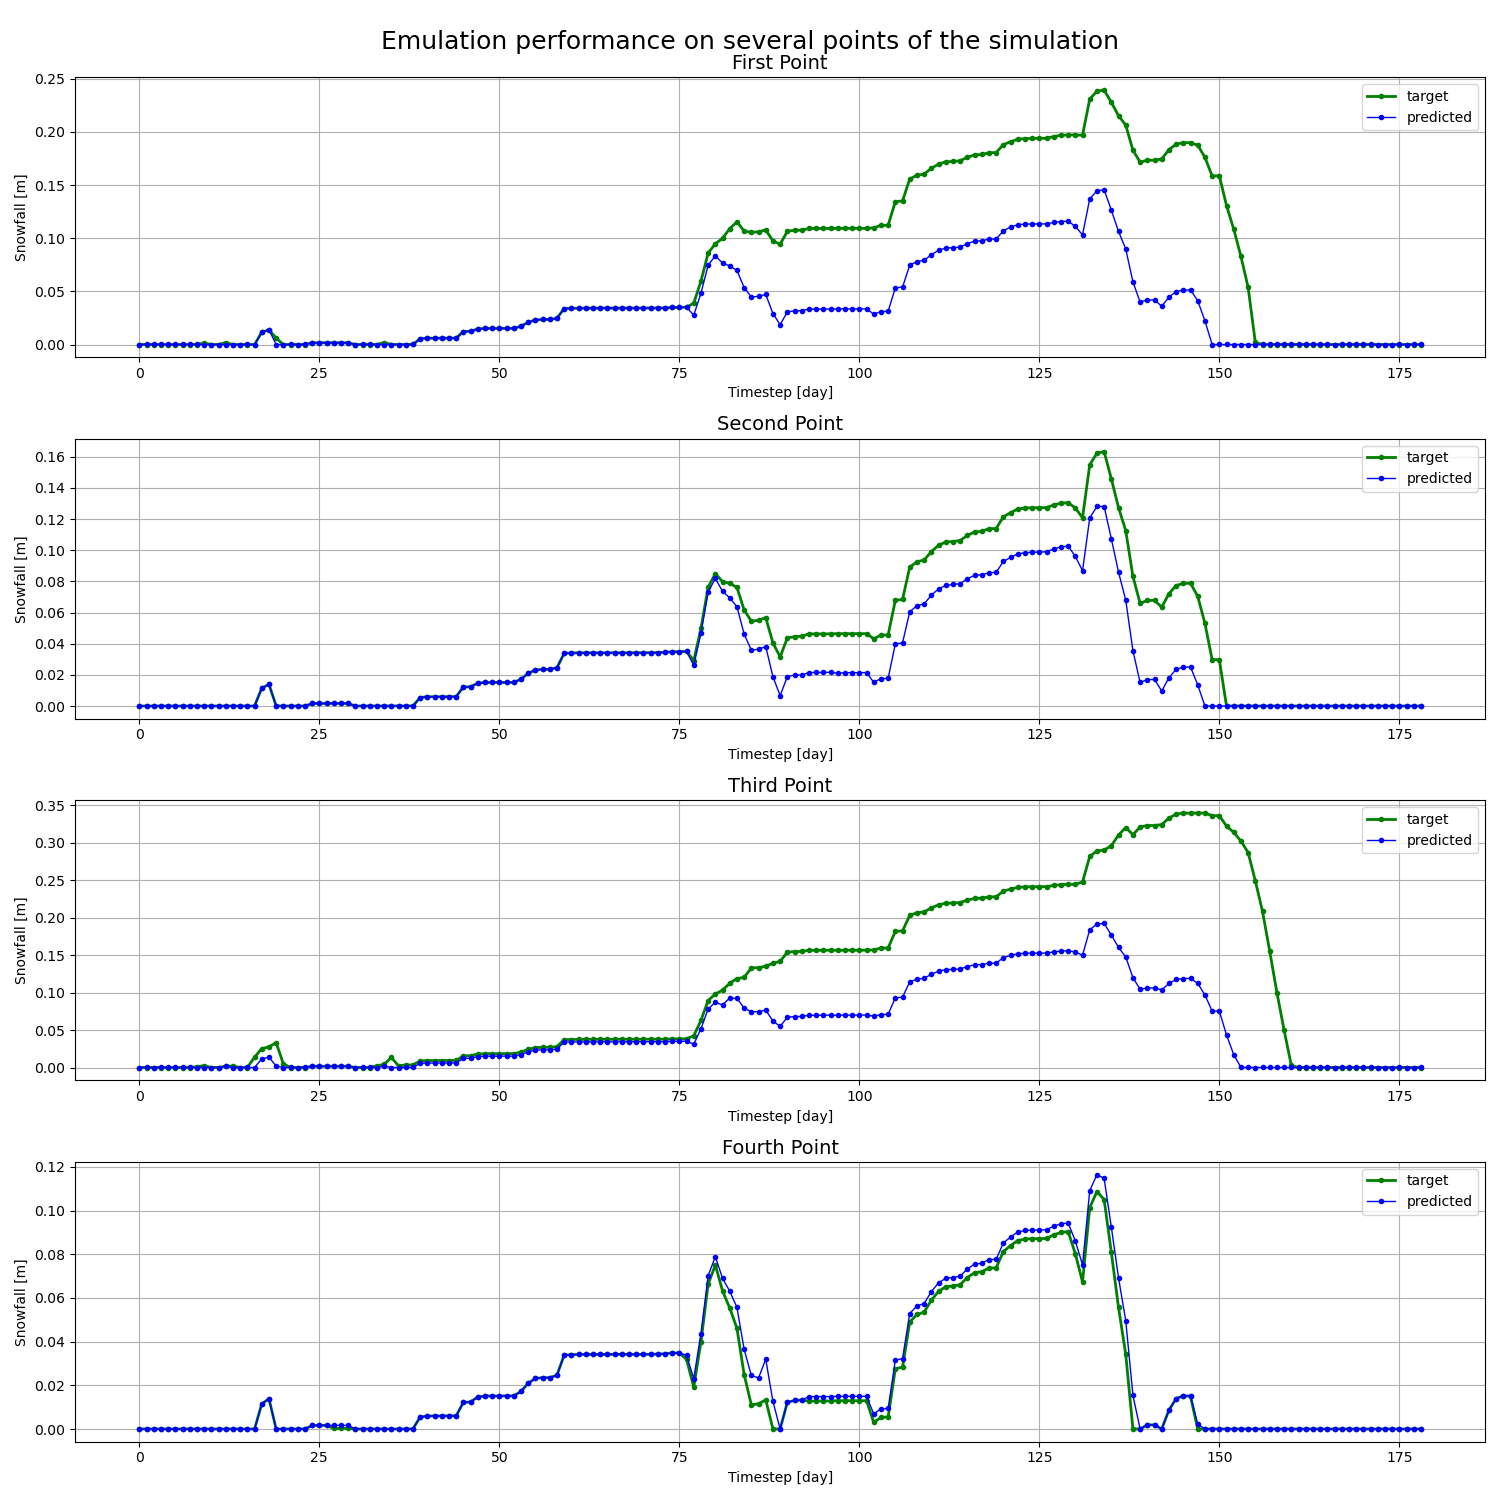 Emulation performance on several points of the simulation
First Point
0.25
0.20
0.15
0.10
0.05
0.00
Snowfall [m]
target
predicted
0 25 50 75 100 125 150 175
Timestep [day]
Second Point
0.16
0.14
0.12
0.10
0.08
0.06
0.04
0.02
0.00
Snowfall [m]
target
predicted
0 25 50 75 100 125 150 175
Timestep [day]
Third Point
0.35
0.30
0.25
0.20
0.15
0.10
0.05
0.00
Snowfall [m]
target
predicted
0 25 50 75 100 125 150 175
Timestep [day]
Fourth Point
0.12
0.10
0.08
0.06
0.04
0.02
0.00
Snowfall [m]
target
predicted
0 25 50 75 100 125 150 175
Timestep [day]